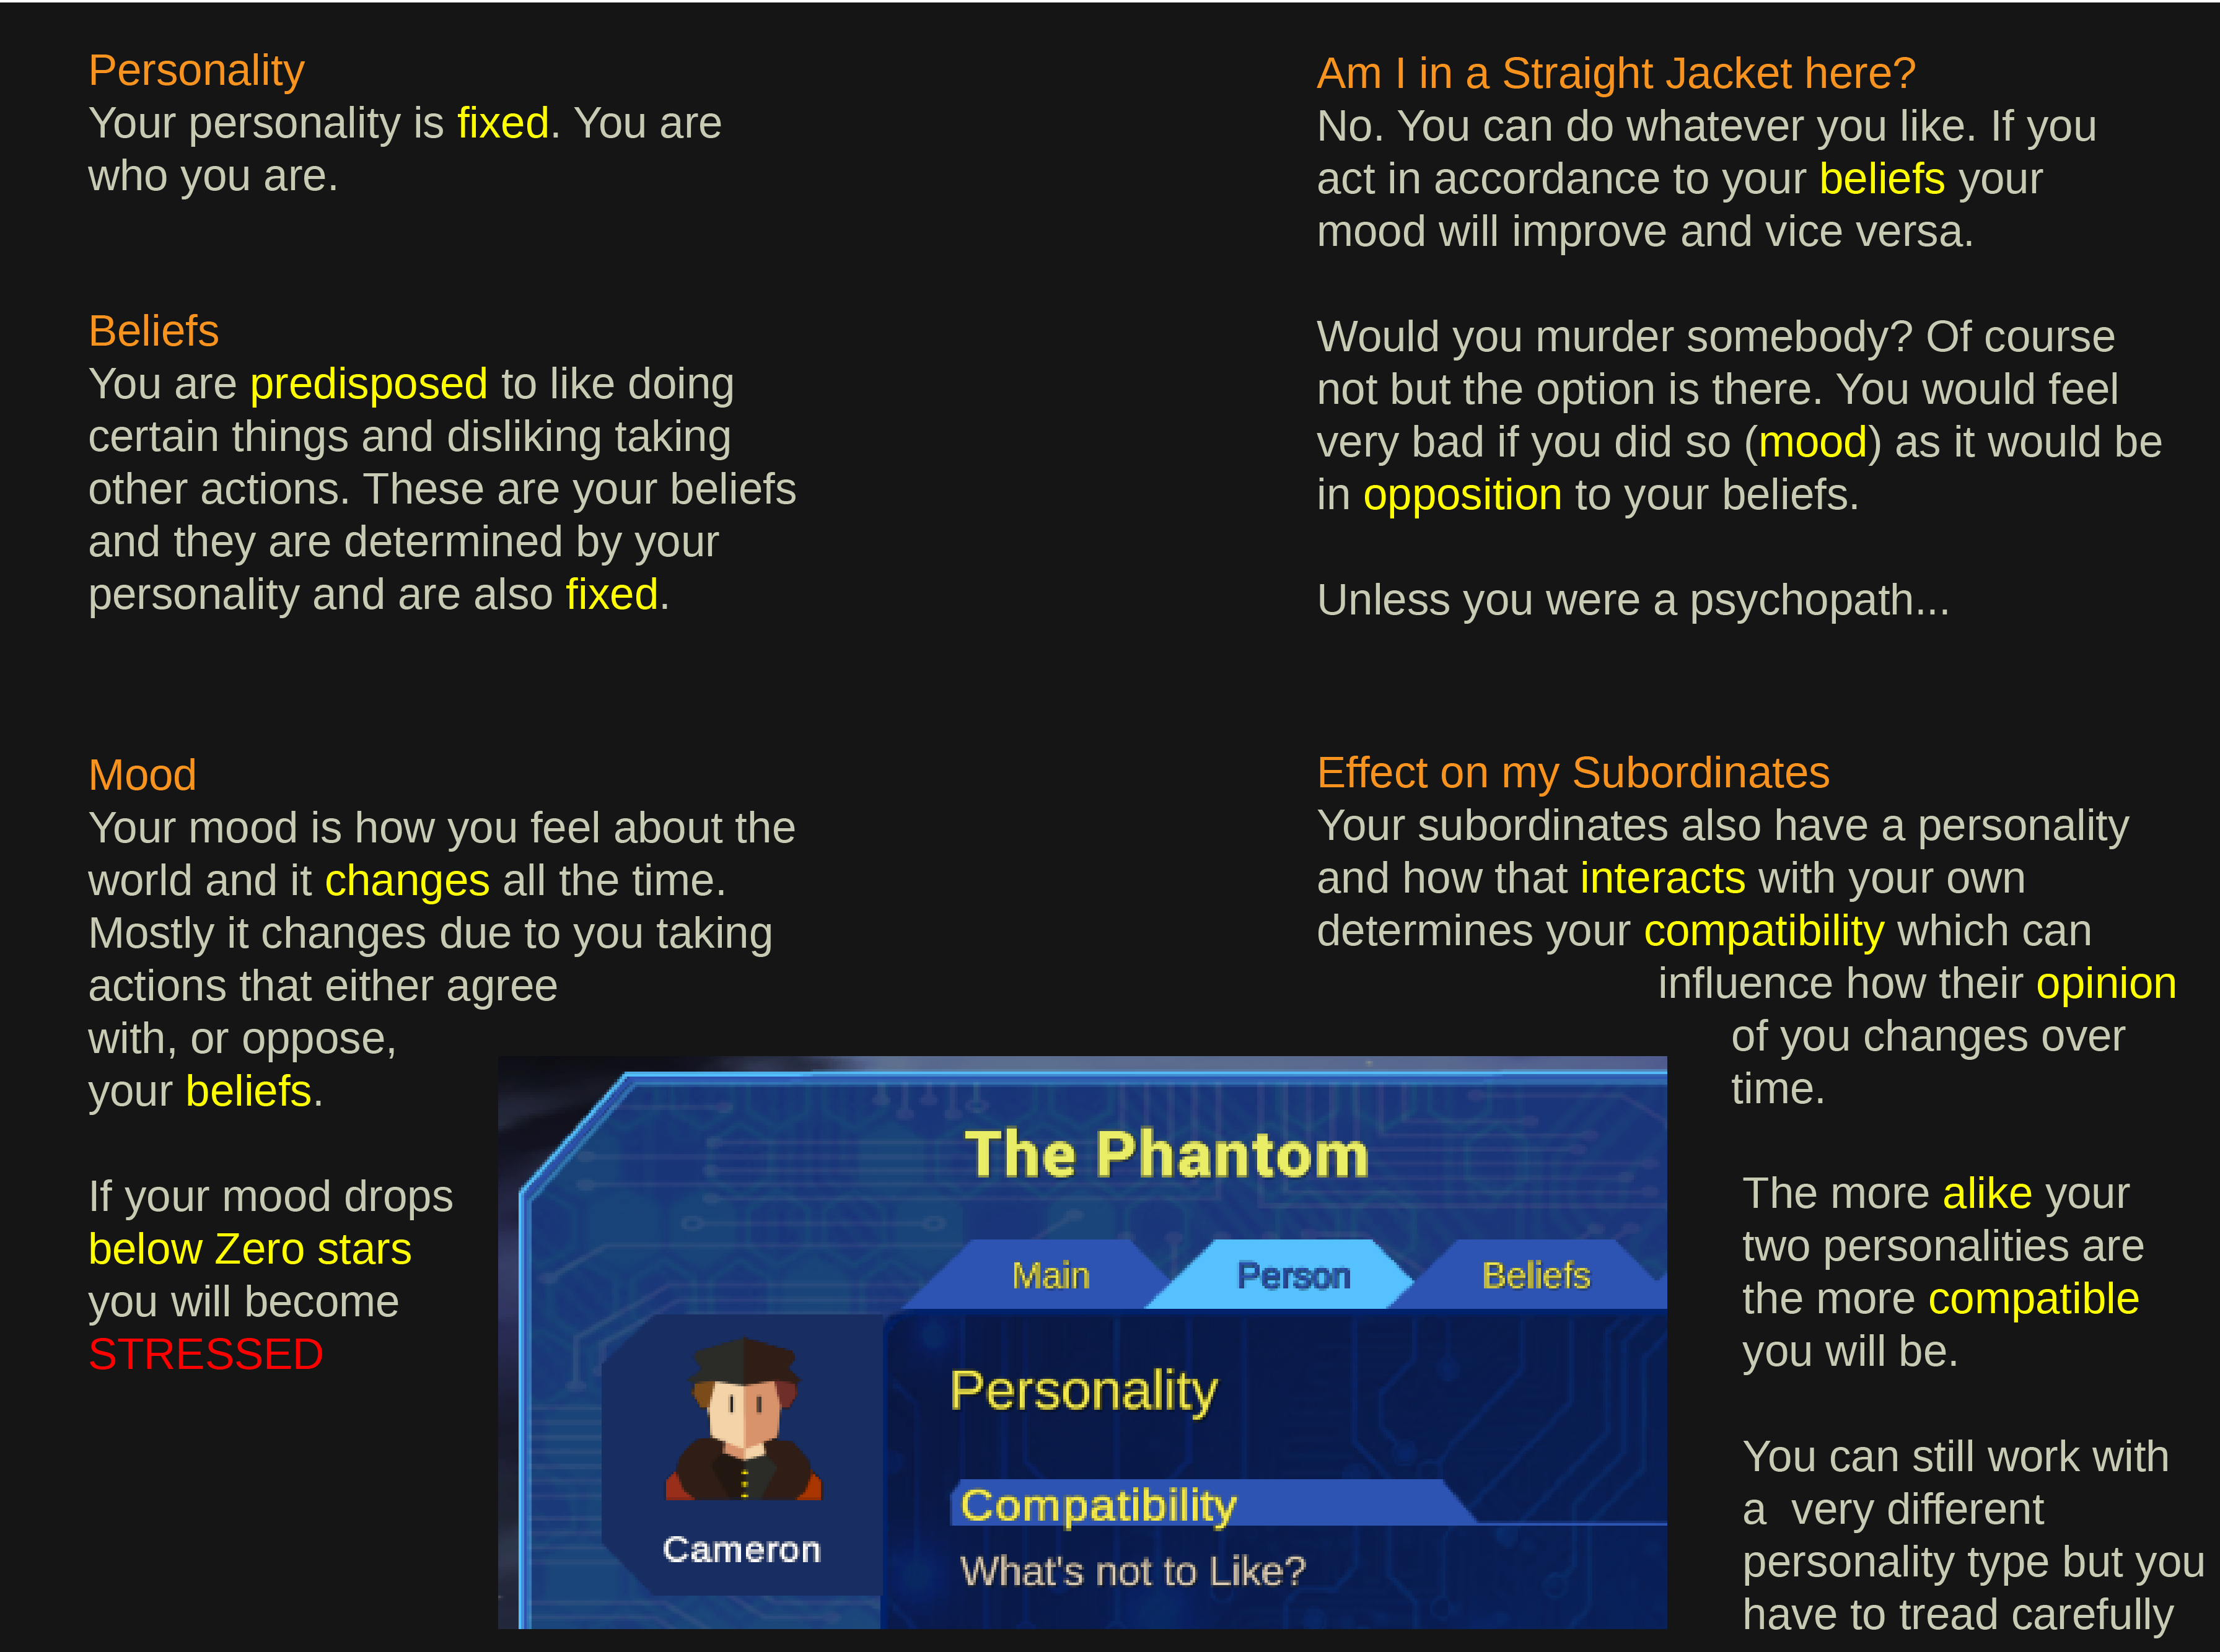 Personality
Your personality is fixed. You are
who you are.
Beliefs
You are predisposed to like doing
certain things and disliking taking
other actions. These are your beliefs
and they are determined by your
personality and are also fixed.
Mood
Your mood is how you feel about the
world and it changes all the time.
Mostly it changes due to you taking
actions that either agree
with, or oppose,
your beliefs.
If your mood drops
below Zero stars
you will become
STRESSED
Am I in a Straight Jacket here?
No. You can do whatever you like. If you
act in accordance to your beliefs your
mood will improve and vice versa.
Would you murder somebody? Of course
not but the option is there. You would feel
very bad if you did so (mood) as it would be
in opposition to your beliefs.
Unless you were a psychopath...
Effect on my Subordinates
Your subordinates also have a personality
and how that interacts with your own
determines your compatibility which can
influence how their opinion
of you changes over
time.
The more alike your
two personalities are
the more compatible
you will be.
You can still work with
a  very different
personality type but you
have to tread carefully
The Phantom
Main Person Beliefs
Personality
Compatibility
What's not to Like?
Cameron